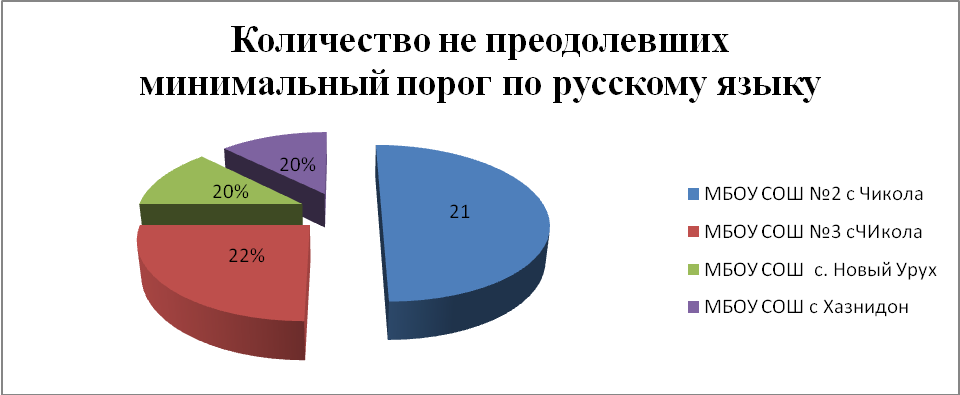 Количество не преодолевших
минимальный порог по русскому языку
20%
20%
21
22%
МБОУ СОШ №2 с Чикола
МБОУ СОШ №3 сЧИкола
МБОУ СОШ  с. Новый Урух
МБОУ СОШ с Хазнидон